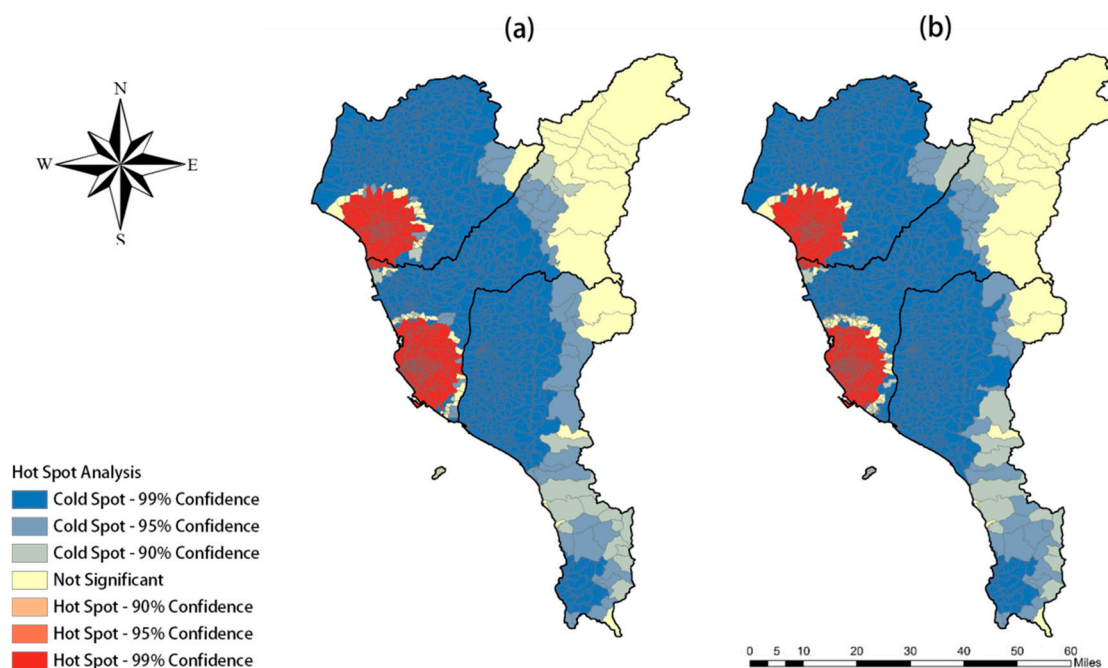 (a)
(b)
N
W
E
S
Hot Spot Analysis
Cold Spot - 99% Confidence
Cold Spot - 95% Confidence
Cold Spot - 90% Confidence
Not Significant
Hot Spot - 90% Confidence
Hot Spot - 95% Confidence
Hot Spot - 99% Confidence
0 5 10 20 30 40 50 60
Miles